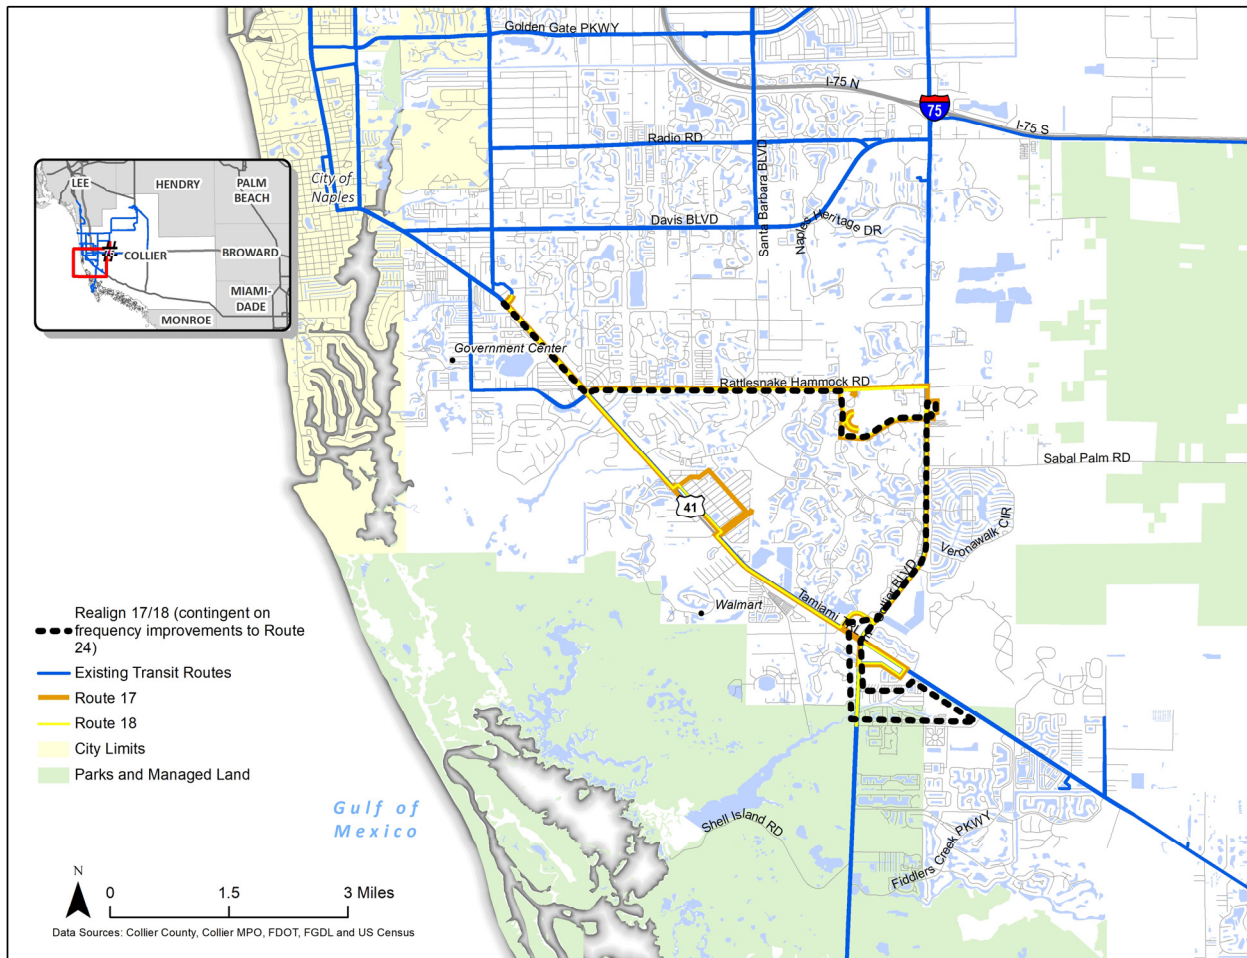 Golden Gate PKWY
I-75 N
75
I-75 S
Radio RD
Santa Barbara BLVD
City of
Naples
Davis BLVD
Naples Heritage DR
LEE
HENDRY
PALM
BEACH
COLLIER
BROWARD
MIAMI-
DADE
MONROE
Government Center
Rattlesnake Hammock RD
Sabal Palm RD
41
Veronawalk CIR
BLVD
Walmart
Tamiami
Realign 17/18 (contingent on
frequency improvements to Route
24)
Existing Transit Routes
Route 17
Route 18
City Limits
Parks and Managed Land
Gulf of
Mexico
Shell Island RD
Fiddlers Creek PKWY
N
0 1.5 3 Miles
Data Sources: Collier County, Collier MPO, FDOT, FGDL and US Census